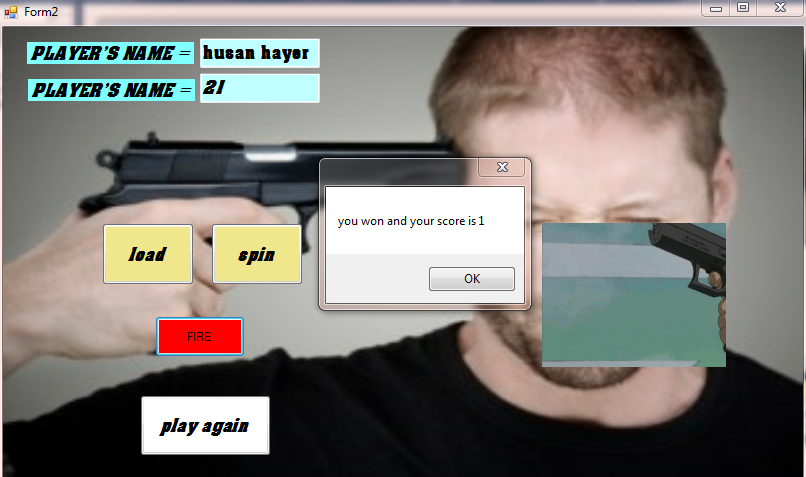 Form2
PLAYER'S NAME = husan hayer
PLAYER'S NAME = 21
you won and your score is 1
OK
load spin
FIRE
play again